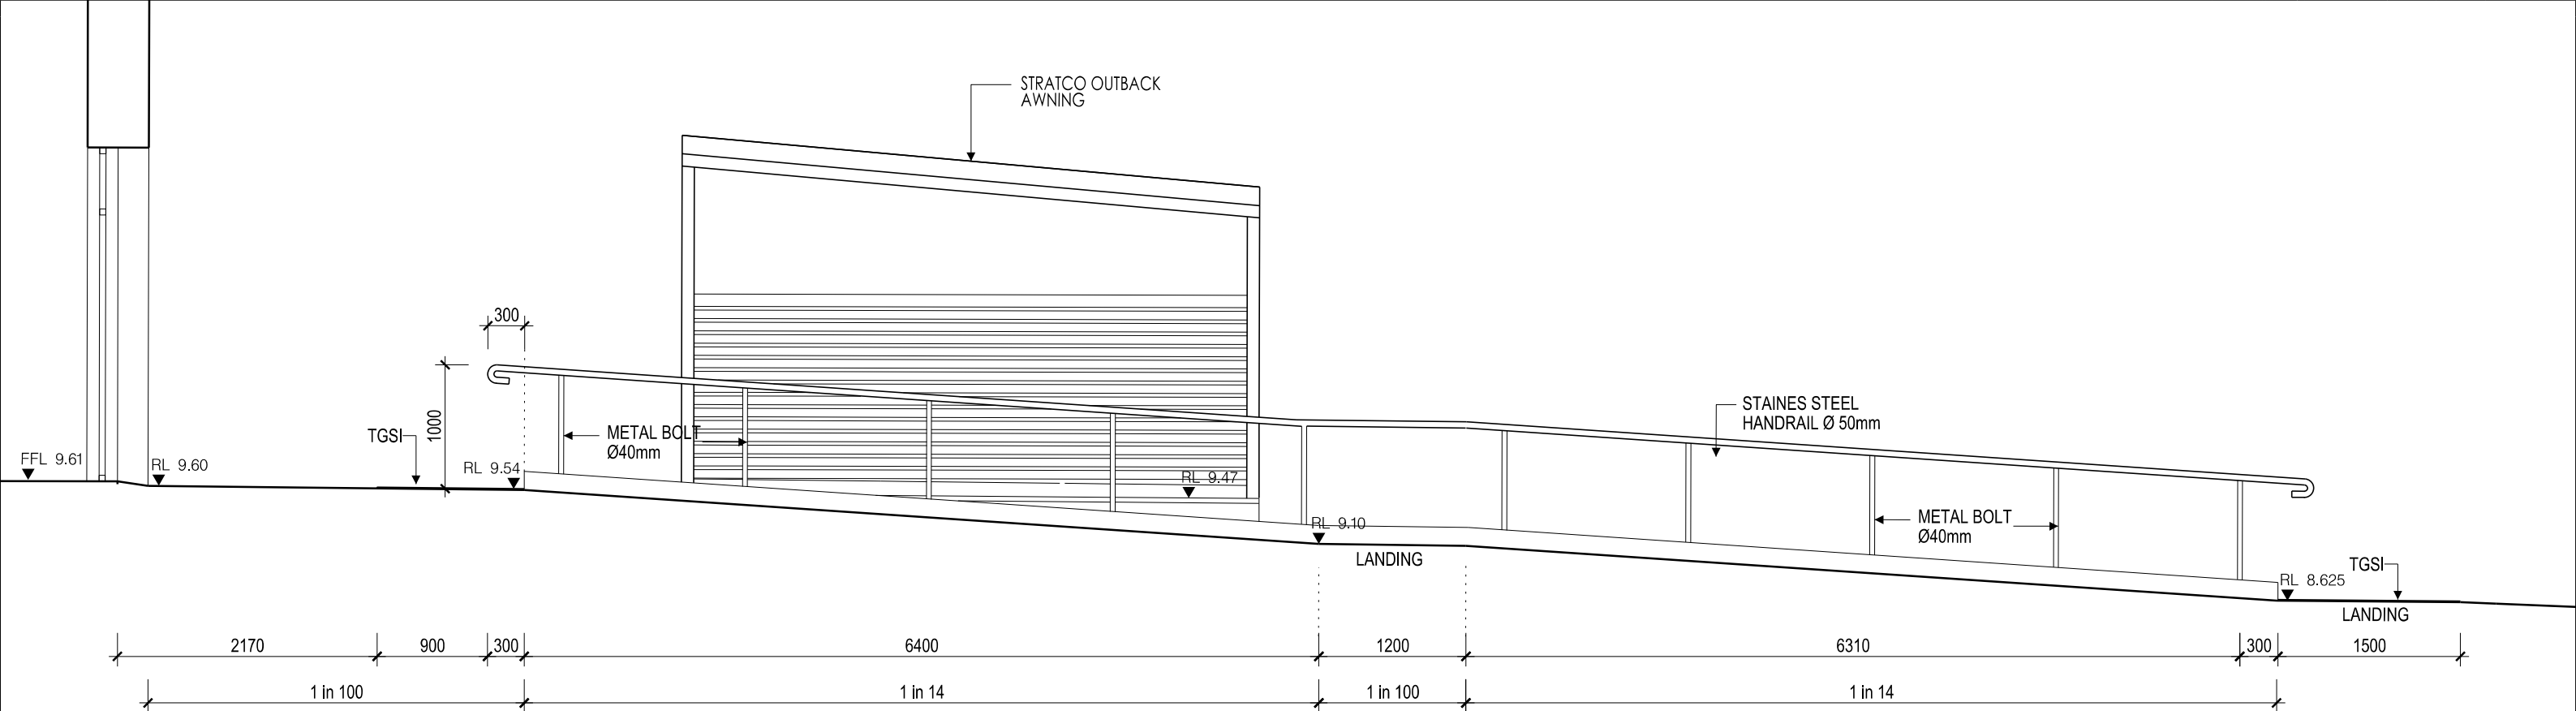 STRATCO OUTBACK
AWNING
300
1000
STAINES STEEL
HANDRAIL Ø 50mm
TGSI
METAL BOLT
Ø40mm
FFL 9.61
RL 9.60
RL 9.54
RL 9.47
RL 9.10
LANDING
METAL BOLT
Ø40mm
TGSI
RL 8.625
LANDING
2170 900 300 6400 1200 6310 300 1500
1 in 100 1 in 14 1 in 100 1 in 14